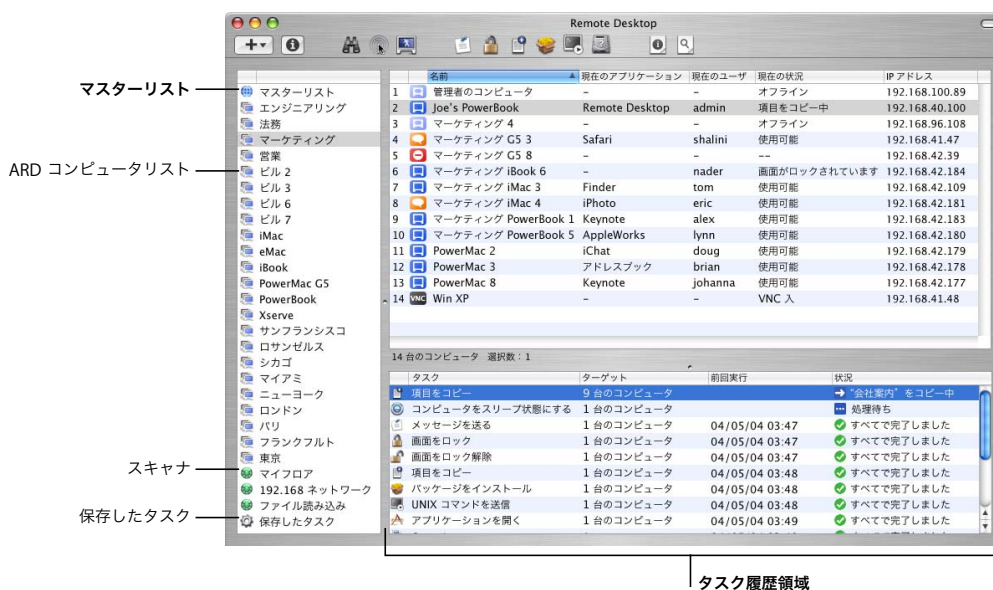 Remote Desktop
マスターリスト
ARD コンピュータリスト
スキャナ
保存したタスク
マスターリスト
エンジニアリング
法務
マーケティング
営業
ビル 2
ビル 3
ビル 6
ビル 7
iMac
eMac
iBook
PowerMac G5
PowerBook
Xserve
サンフランシスコ
ロサンゼルス
シカゴ
マイアミ
ニューヨーク
ロンドン
パリ
フランクフルト
東京
マイフロア
192.168 ネットワーク
ファイル読み込み
保存したタスク
名前 現在のアプリケーション 現在のユーザ 現在の状況 IP アドレス
1 管理者のコンピュータ – – オフライン 192.168.100.89
2 Joe's PowerBook Remote Desktop admin 項目をコピー中 192.168.40.100
3 マーケティング 4 – – オフライン 192.168.96.108
4 マーケティング G5 3 Safari shalini 使用可能 192.168.41.47
5 マーケティング G5 8 – – -- 192.168.42.39
6 マーケティング iBook 6 – nader 画面がロックされています 192.168.42.184
7 マーケティング iMac 3 Finder tom 使用可能 192.168.42.109
8 マーケティング iMac 4 iPhoto eric 使用可能 192.168.42.181
9 マーケティング PowerBook 1 Keynote alex 使用可能 192.168.42.183
10 マーケティング PowerBook 5 AppleWorks lynn 使用可能 192.168.42.180
11 PowerMac 2 iChat doug 使用可能 192.168.42.179
12 PowerMac 3 アドレスブック brian 使用可能 192.168.42.178
13 PowerMac 8 Keynote johanna 使用可能 192.168.42.177
14 VNC Win XP – – VNC 入 192.168.41.48
14 台のコンピュータ 選択数：1
タスク ターゲット 前回実行 状況
項目をコピー 9 台のコンピュータ "会社案内" をコピー中
コンピュータをスリープ状態にする 1 台のコンピュータ 処理待ち
メッセージを送る 1 台のコンピュータ 04/05/04 03:47 すべてで完了しました
画面をロック 1 台のコンピュータ 04/05/04 03:47 すべてで完了しました
画面をロック解除 1 台のコンピュータ 04/05/04 03:47 すべてで完了しました
項目をコピー 1 台のコンピュータ 04/05/04 03:48 すべてで完了しました
パッケージをインストール 1 台のコンピュータ 04/05/04 03:48 すべてで完了しました
UNIX コマンドを送信 1 台のコンピュータ 04/05/04 03:48 すべてで完了しました
アプリケーションを開く 1 台のコンピュータ 04/05/04 03:49 すべてで完了しました
タスク履歴領域